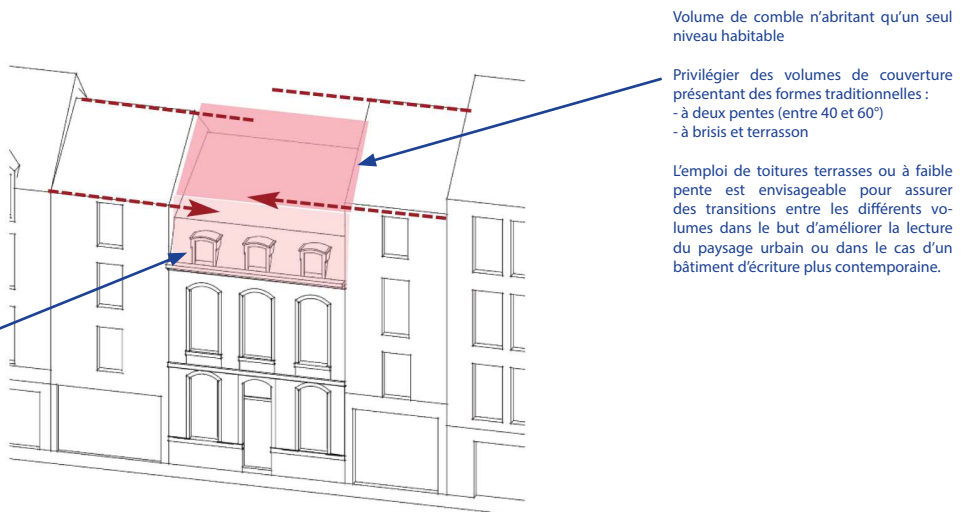 Volume de comble n’abritant qu’un seul
niveau habitable
Privilégier des volumes de couverture
présentant des formes traditionnelles :
- à deux pentes (entre 40 et 60°)
- à brisis et terrasson
L’emploi de toitures terrasses ou à faible
pente est envisageable pour assurer
des transitions entre les différents vo-
lumes dans le but d’améliorer la lecture
du paysage urbain ou dans le cas d’un
bâtiment d’écriture plus contemporaine.